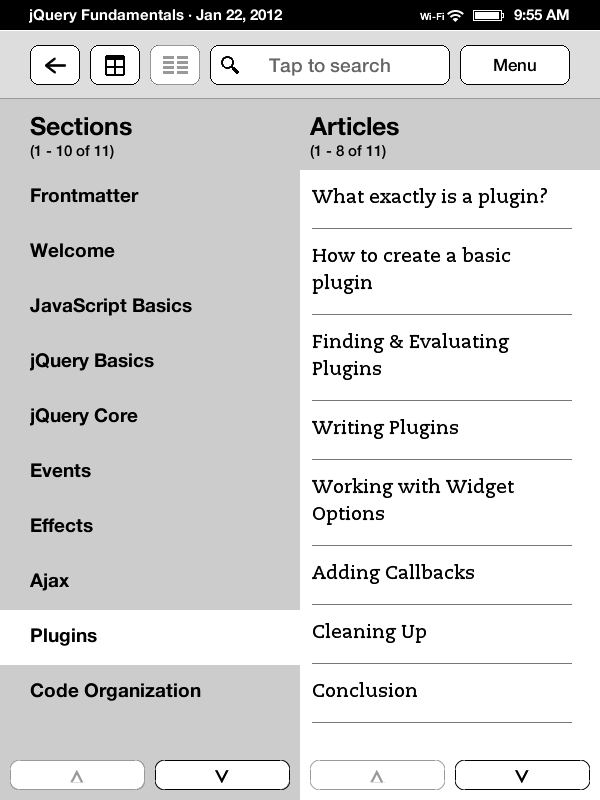 jQuery Fundamentals · Jan 22, 2012
Wi-Fi
9:55 AM
Tap to search
Menu
Sections
(1 - 10 of 11)
Frontmatter
Welcome
JavaScript Basics
jQuery Basics
jQuery Core
Events
Effects
Ajax
Plugins
Code Organization
Articles
(1 - 8 of 11)
What exactly is a plugin?
How to create a basic
plugin
Finding & Evaluating
Plugins
Writing Plugins
Working with Widget
Options
Adding Callbacks
Cleaning Up
Conclusion